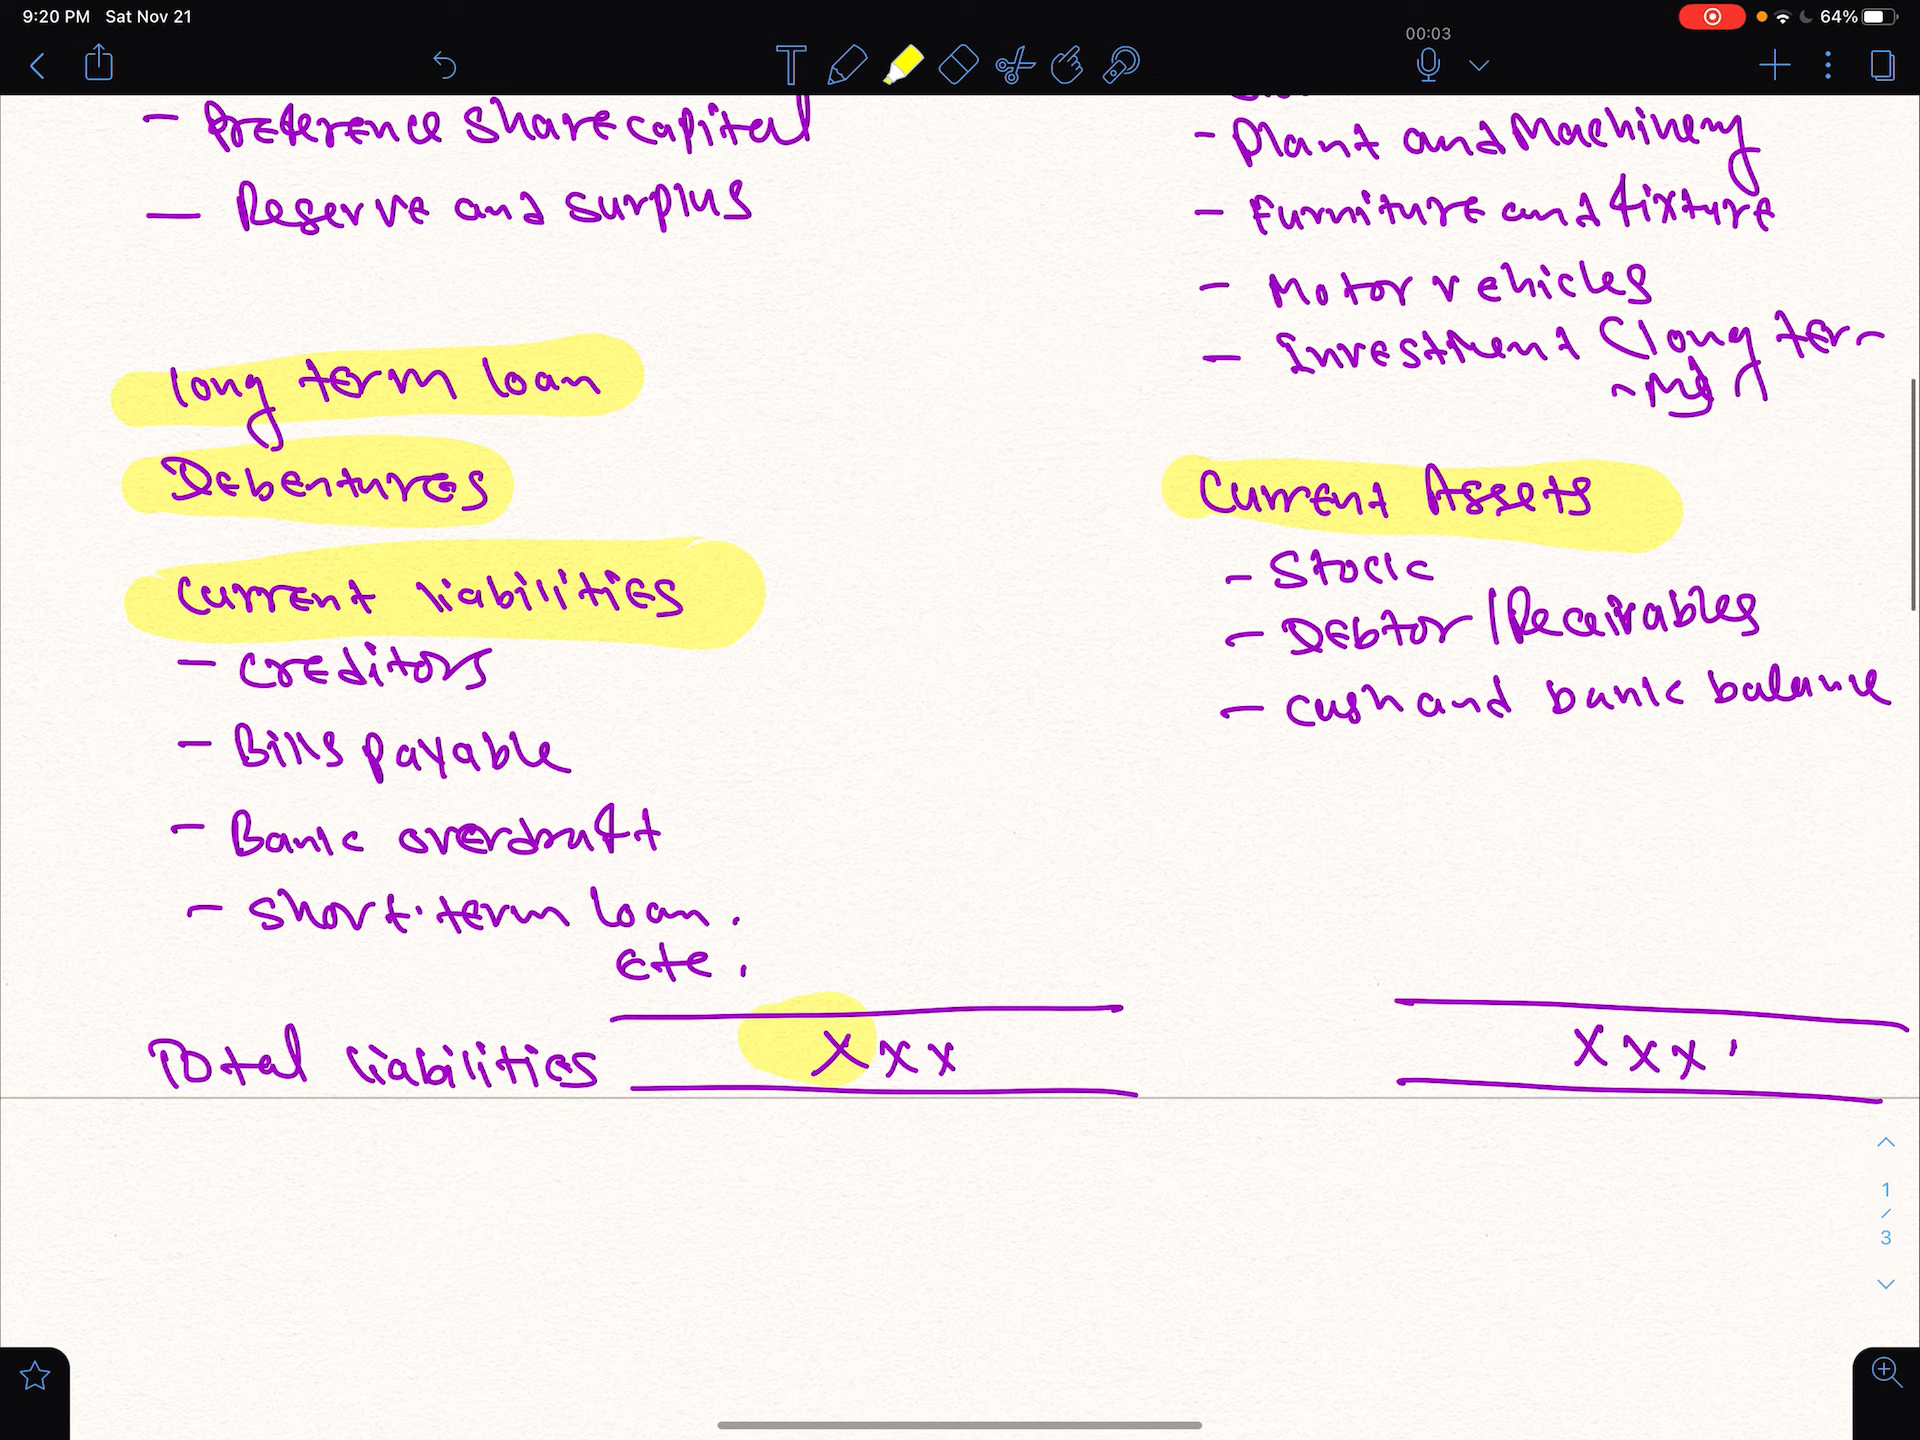 9:20 PM Sat Nov 21
64%
00:03
- Preference share capital
- Reserve and surplus
long term loan
Debentures
Current liabilities
- creditors
- Bills payable
- Bank overdraft
- short-term loan.
etc.
Total liabilities xxx
- Plant and Machinery
- Furniture and fixture
- Motor vehicles
- Investment (long ter-
Current Assets
- Stock
- Debtor/Receivables
- cash and bank balance
xxx
1
/
3